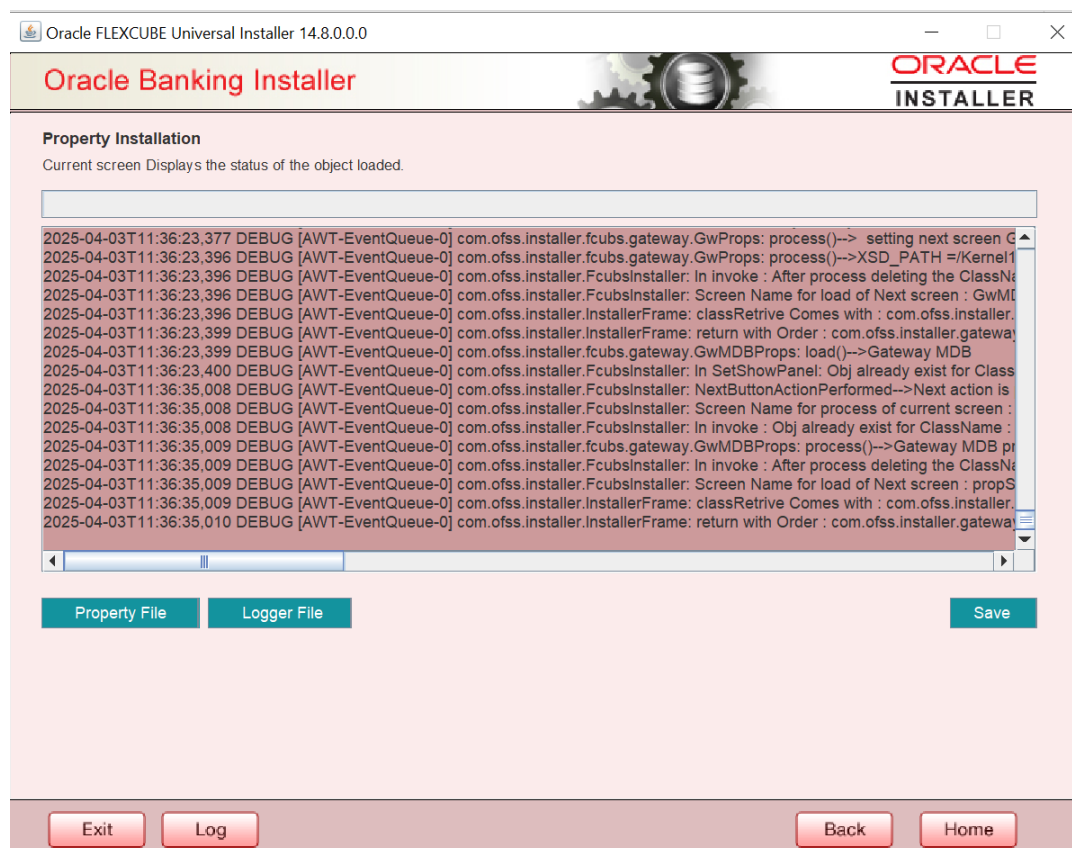 Oracle FLEXCUBE Universal Installer 14.8.0.0.0
Oracle Banking Installer
ORACLE
INSTALLER
Property Installation
Current screen Displays the status of the object loaded.
2025-04-03T11:36:23,377 DEBUG [AWT-EventQueue-0] com.ofss.installer.fcubs.gateway.GwProps: process()--> setting next screen G
2025-04-03T11:36:23,396 DEBUG [AWT-EventQueue-0] com.ofss.installer.fcubs.gateway.GwProps: process()-->XSD_PATH =/Kernel1
2025-04-03T11:36:23,396 DEBUG [AWT-EventQueue-0] com.ofss.installer.FcubsInstaller: In invoke : After process deleting the ClassNa
2025-04-03T11:36:23,396 DEBUG [AWT-EventQueue-0] com.ofss.installer.FcubsInstaller: Screen Name for load of Next screen : GwMD
2025-04-03T11:36:23,396 DEBUG [AWT-EventQueue-0] com.ofss.installer.InstallerFrame: classRetrive Comes with : com.ofss.installer.
2025-04-03T11:36:23,399 DEBUG [AWT-EventQueue-0] com.ofss.installer.InstallerFrame: return with Order : com.ofss.installer.gateway
2025-04-03T11:36:23,399 DEBUG [AWT-EventQueue-0] com.ofss.installer.fcubs.gateway.GwMDBProps: load()-->Gateway MDB
2025-04-03T11:36:23,400 DEBUG [AWT-EventQueue-0] com.ofss.installer.FcubsInstaller: In SetShowPanel: Obj already exist for Class
2025-04-03T11:36:35,008 DEBUG [AWT-EventQueue-0] com.ofss.installer.FcubsInstaller: NextButtonActionPerformed-->Next action is
2025-04-03T11:36:35,008 DEBUG [AWT-EventQueue-0] com.ofss.installer.FcubsInstaller: Screen Name for process of current screen :
2025-04-03T11:36:35,008 DEBUG [AWT-EventQueue-0] com.ofss.installer.FcubsInstaller: In invoke : Obj already exist for ClassName :
2025-04-03T11:36:35,009 DEBUG [AWT-EventQueue-0] com.ofss.installer.fcubs.gateway.GwMDBProps: process()-->Gateway MDB pr
2025-04-03T11:36:35,009 DEBUG [AWT-EventQueue-0] com.ofss.installer.FcubsInstaller: In invoke : After process deleting the ClassNa
2025-04-03T11:36:35,009 DEBUG [AWT-EventQueue-0] com.ofss.installer.FcubsInstaller: Screen Name for load of Next screen : propS
2025-04-03T11:36:35,009 DEBUG [AWT-EventQueue-0] com.ofss.installer.InstallerFrame: classRetrive Comes with : com.ofss.installer.
2025-04-03T11:36:35,010 DEBUG [AWT-EventQueue-0] com.ofss.installer.InstallerFrame: return with Order : com.ofss.installer.gateway
Property File
Logger File
Save
Exit
Log
Back
Home